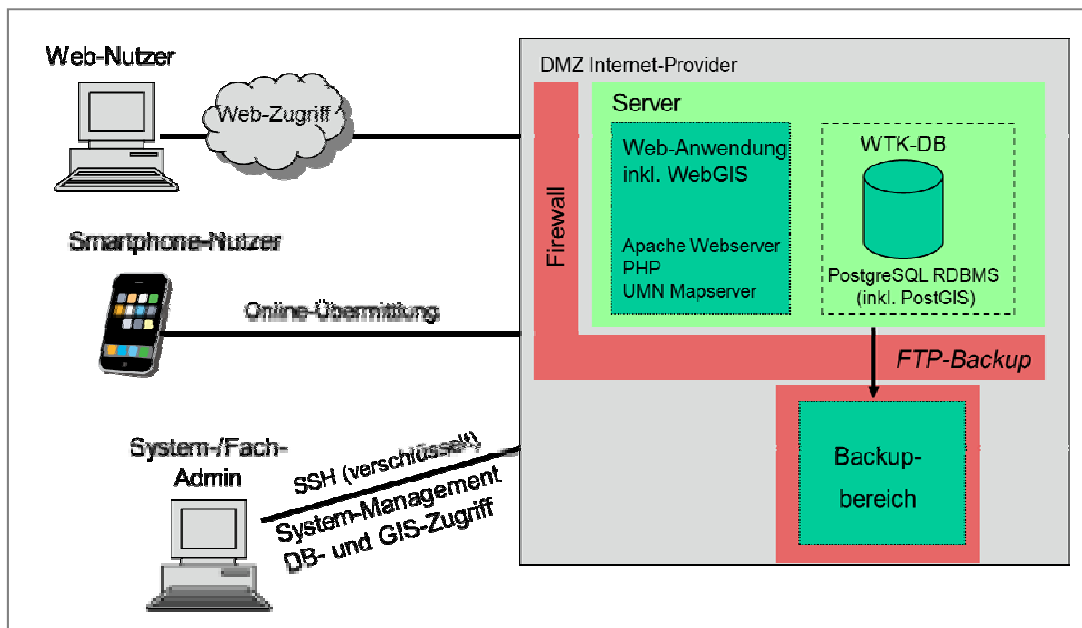 Web-Nutzer
Web-Zugriff
Smartphone-Nutzer
Online-Übermittlung
System-/Fach-
Admin
SSH (verschlüsselt)
System-Management
DB- und GIS-Zugriff
DMZ Internet-Provider
Firewall
Server
Web-Anwendung
inkl. WebGIS
Apache Webserver
PHP
UMN Mapserver
WTK-DB
PostgreSQL RDBMS
(inkl. PostGIS)
FTP-Backup
Backup-
bereich